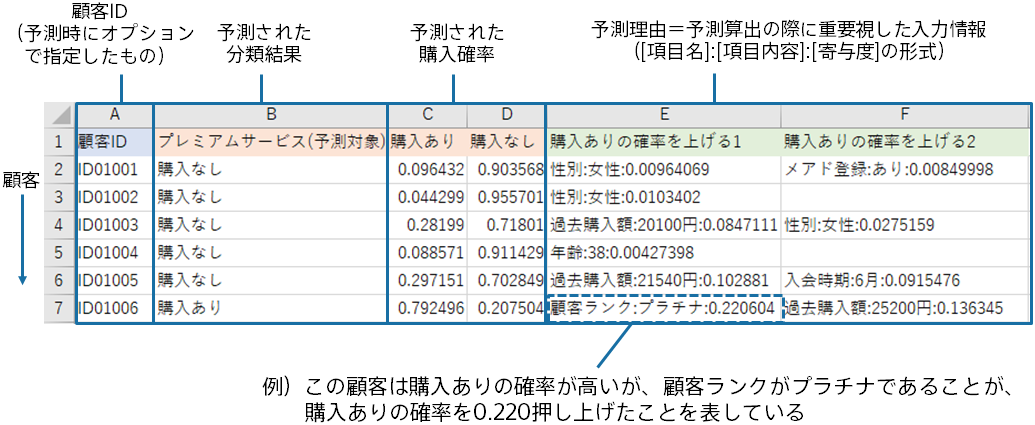 顧客ID
（予測時にオプション
で指定したもの）
予測された
分類結果
予測された
購入確率
予測理由＝予測算出の際に重要視した入力情報
（[項目名]:[項目内容]:[寄与度]の形式）
A B C D E F
1 顧客ID プレミアムサービス(予測対象) 購入あり 購入なし 購入ありの確率を上げる1 購入ありの確率を上げる2
2 ID01001 購入なし 0.096432 0.903568 性別:女性:0.00964069 メアド登録:あり:0.00849998
3 ID01002 購入なし 0.044299 0.955701 性別:女性:0.0103402
4 ID01003 購入なし 0.28199 0.71801 過去購入額:20100円:0.0847111 性別:女性:0.0275159
5 ID01004 購入なし 0.088571 0.911429 年齢:38:0.00427398
6 ID01005 購入なし 0.297151 0.702849 過去購入額:21540円:0.102881 入会時期:6月:0.0915476
7 ID01006 購入あり 0.792496 0.207504 顧客ランク:プラチナ:0.220604 過去購入額:25200円:0.136345
顧客
例）この顧客は購入ありの確率が高いが、顧客ランクがプラチナであることが、
購入ありの確率を0.220押し上げたことを表している